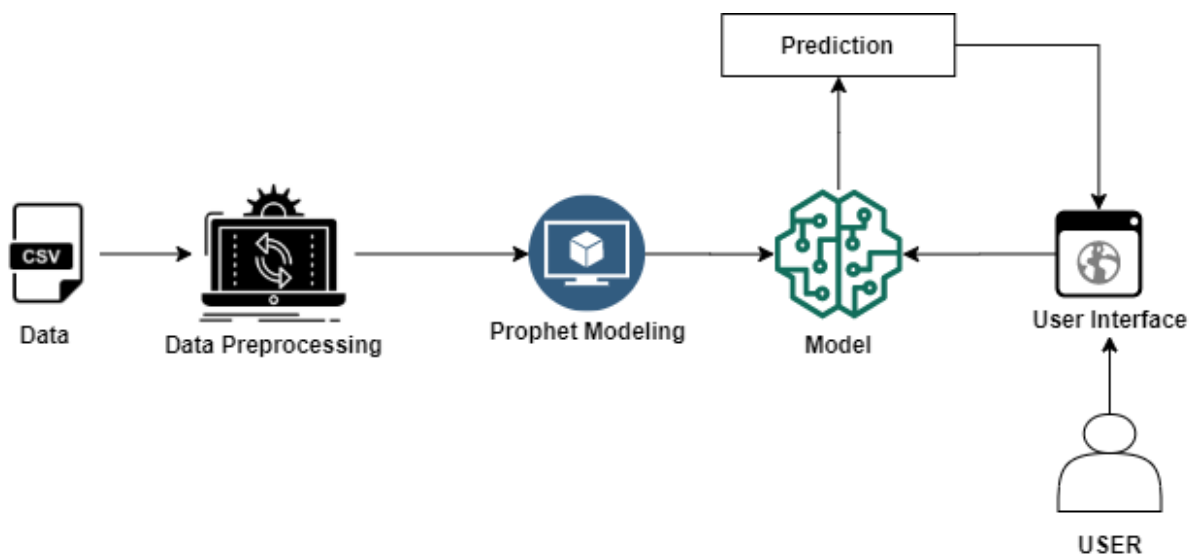 Prediction
CSV
Data
Data Preprocessing
Prophet Modeling
Model
User Interface
USER